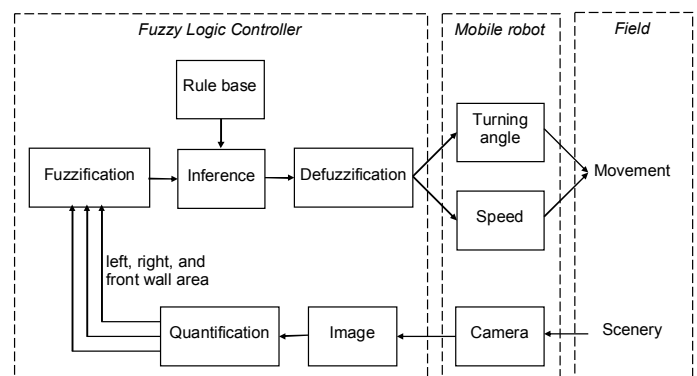 Fuzzy Logic Controller
Mobile robot
Field
Rule base
Turning
angle
Fuzzification
Inference
Defuzzification
Movement
Speed
left, right, and
front wall area
Quantification
Image
Camera
Scenery